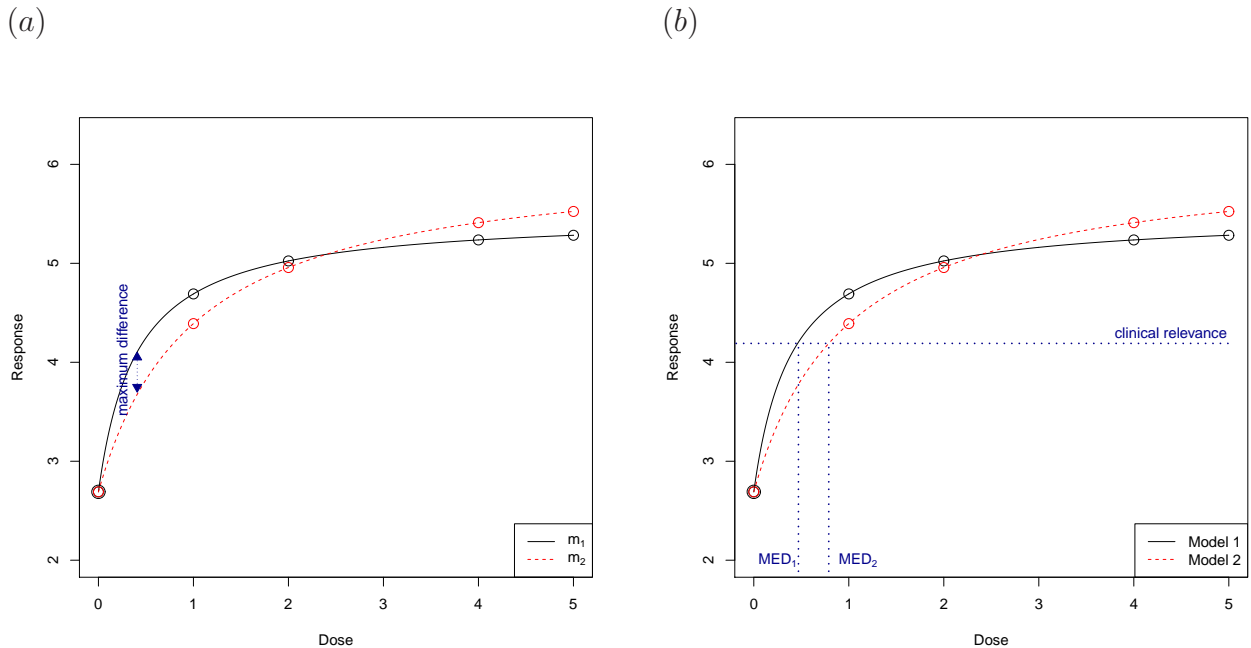 (a)
maximum difference
Response
2
3
4
5
6
0
1
2
3
4
5
Dose
m₁
m₂
(b)
clinical relevance
MED₁
MED₂
Response
2
3
4
5
6
0
1
2
3
4
5
Dose
Model 1
Model 2